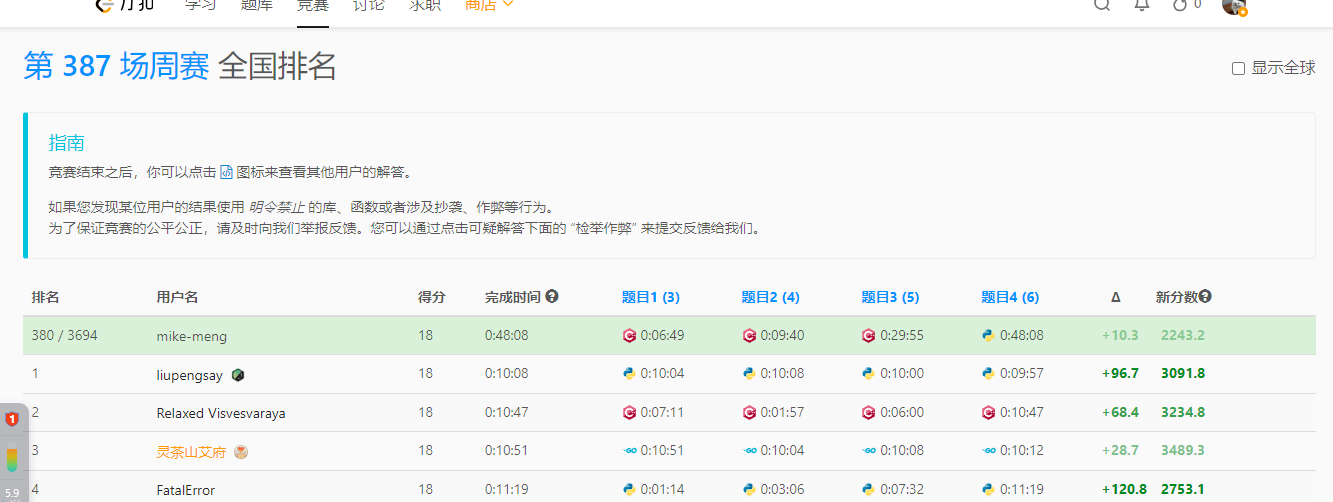 力扣 学习 题库 竞赛 讨论 求职 商店 0
第 387 场周赛 全国排名
显示全球
指南
竞赛结束之后，你可以点击 图标来查看其他用户的解答。
如果您发现某位用户的结果使用 明令禁止 的库、函数或者涉及抄袭、作弊等行为。
为了保证竞赛的公平公正，请及时向我们举报反馈。您可以通过点击可疑解答下面的 “检举作弊” 来提交反馈给我们。
排名 用户名 得分 完成时间 题目1 (3) 题目2 (4) 题目3 (5) 题目4 (6) Δ 新分数
380 / 3694 mike-meng 18 0:48:08 0:06:49 0:09:40 0:29:55 0:48:08 +10.3 2243.2
1 liupengsay 18 0:10:08 0:10:04 0:10:08 0:10:00 0:09:57 +96.7 3091.8
2 Relaxed Visvesvaraya 18 0:10:47 0:07:11 0:01:57 0:06:00 0:10:47 +68.4 3234.8
3 灵茶山艾府 18 0:10:51 0:10:51 0:10:04 0:10:08 0:10:12 +28.7 3489.3
4 FatalError 18 0:11:19 0:01:14 0:03:06 0:07:32 0:11:19 +120.8 2753.1
1
5.9